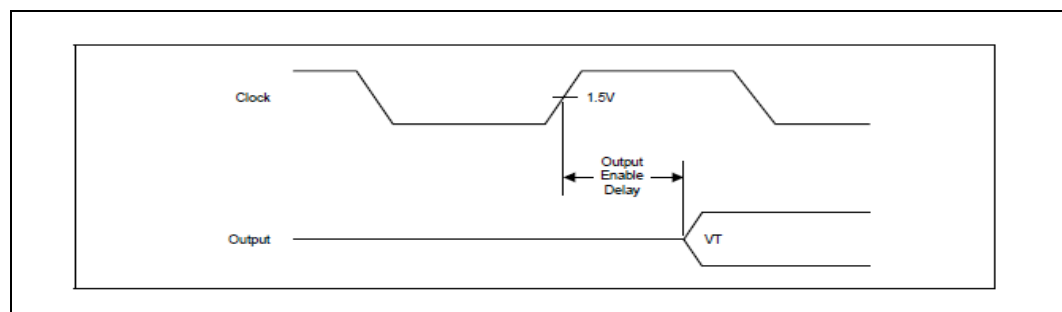 Clock
1.5V
Output
Enable
Delay
Output
VT